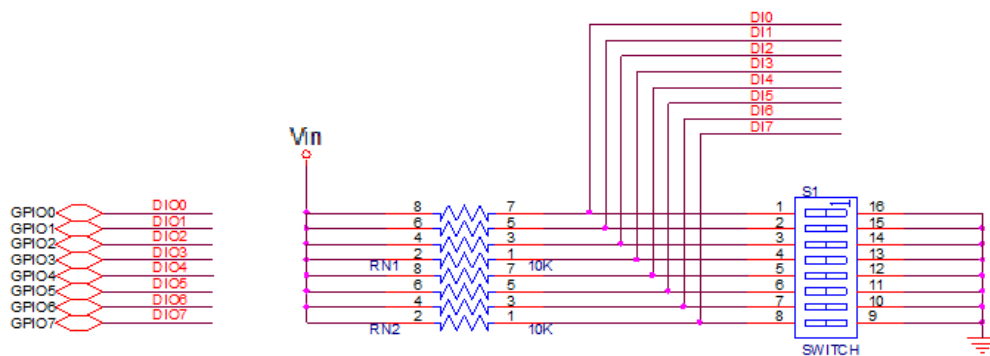 DI0
DI1
DI2
DI3
DI4
DI5
DI6
DI7
Vin
S1
GPIO0 DIO0 8 7 1 1 16
GPIO1 DIO1 6 5 2 15
GPIO2 DIO2 4 3 3 14
GPIO3 DIO3 2 RN1 1 10K 4 13
GPIO4 DIO4 8 7 5 12
GPIO5 DIO5 6 5 6 11
GPIO6 DIO6 4 3 7 10
GPIO7 DIO7 2 RN2 1 10K 8 9
SWITCH